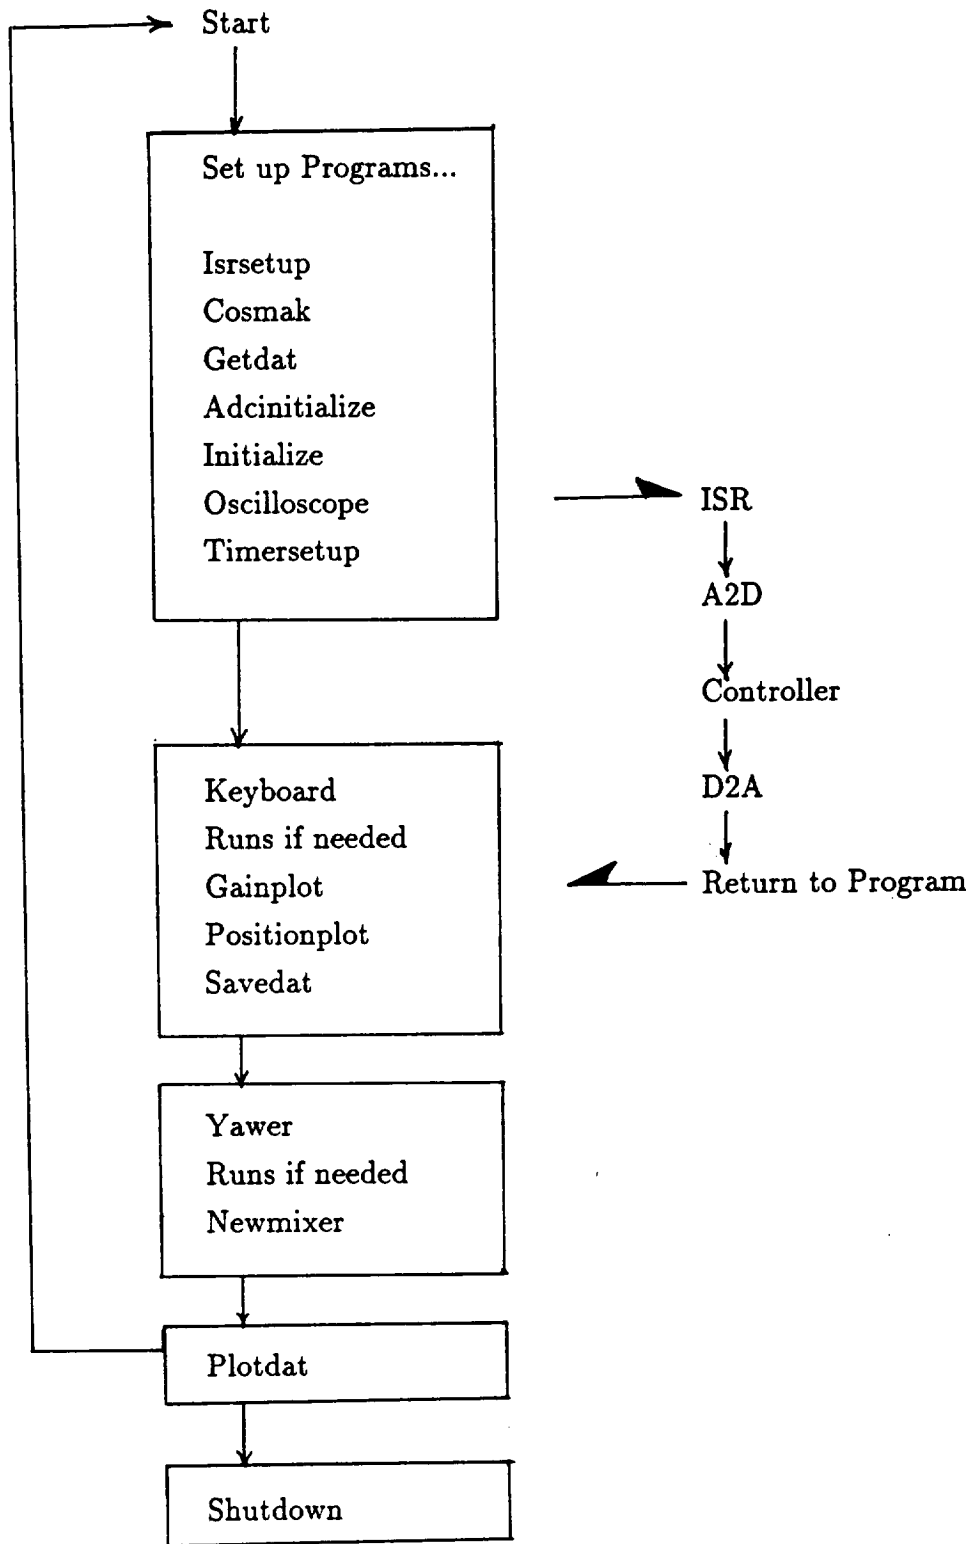 Start
Set up Programs...
Isrsetup
Cosmak
Getdat
Adcinitialize
Initialize
Oscilloscope
Timersetup
ISR
A2D
Controller
D2A
Return to Program
Keyboard
Runs if needed
Gainplot
Positionplot
Savedat
Yawer
Runs if needed
Newmixer
Plotdat
Shutdown